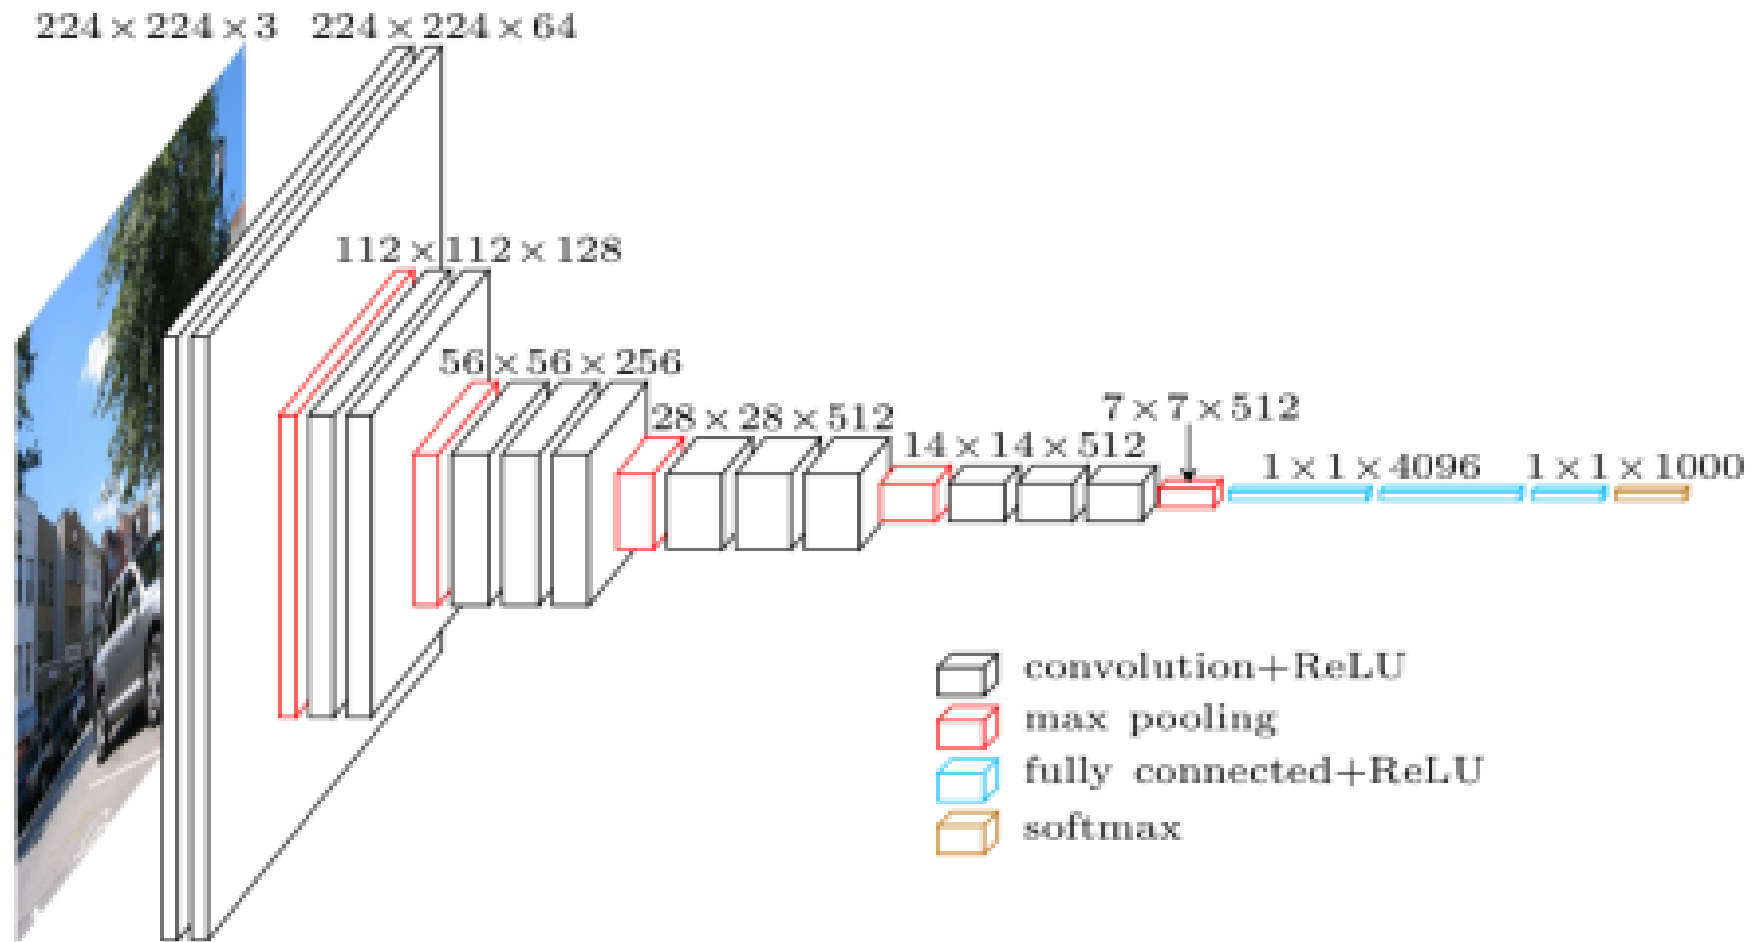 224 × 224 × 3
224 × 224 × 64
112 × 112 × 128
56 × 56 × 256
28 × 28 × 512
14 × 14 × 512
7 × 7 × 512
1 × 1 × 4096
1 × 1 × 1000
convolution+ReLU
max pooling
fully connected+ReLU
softmax